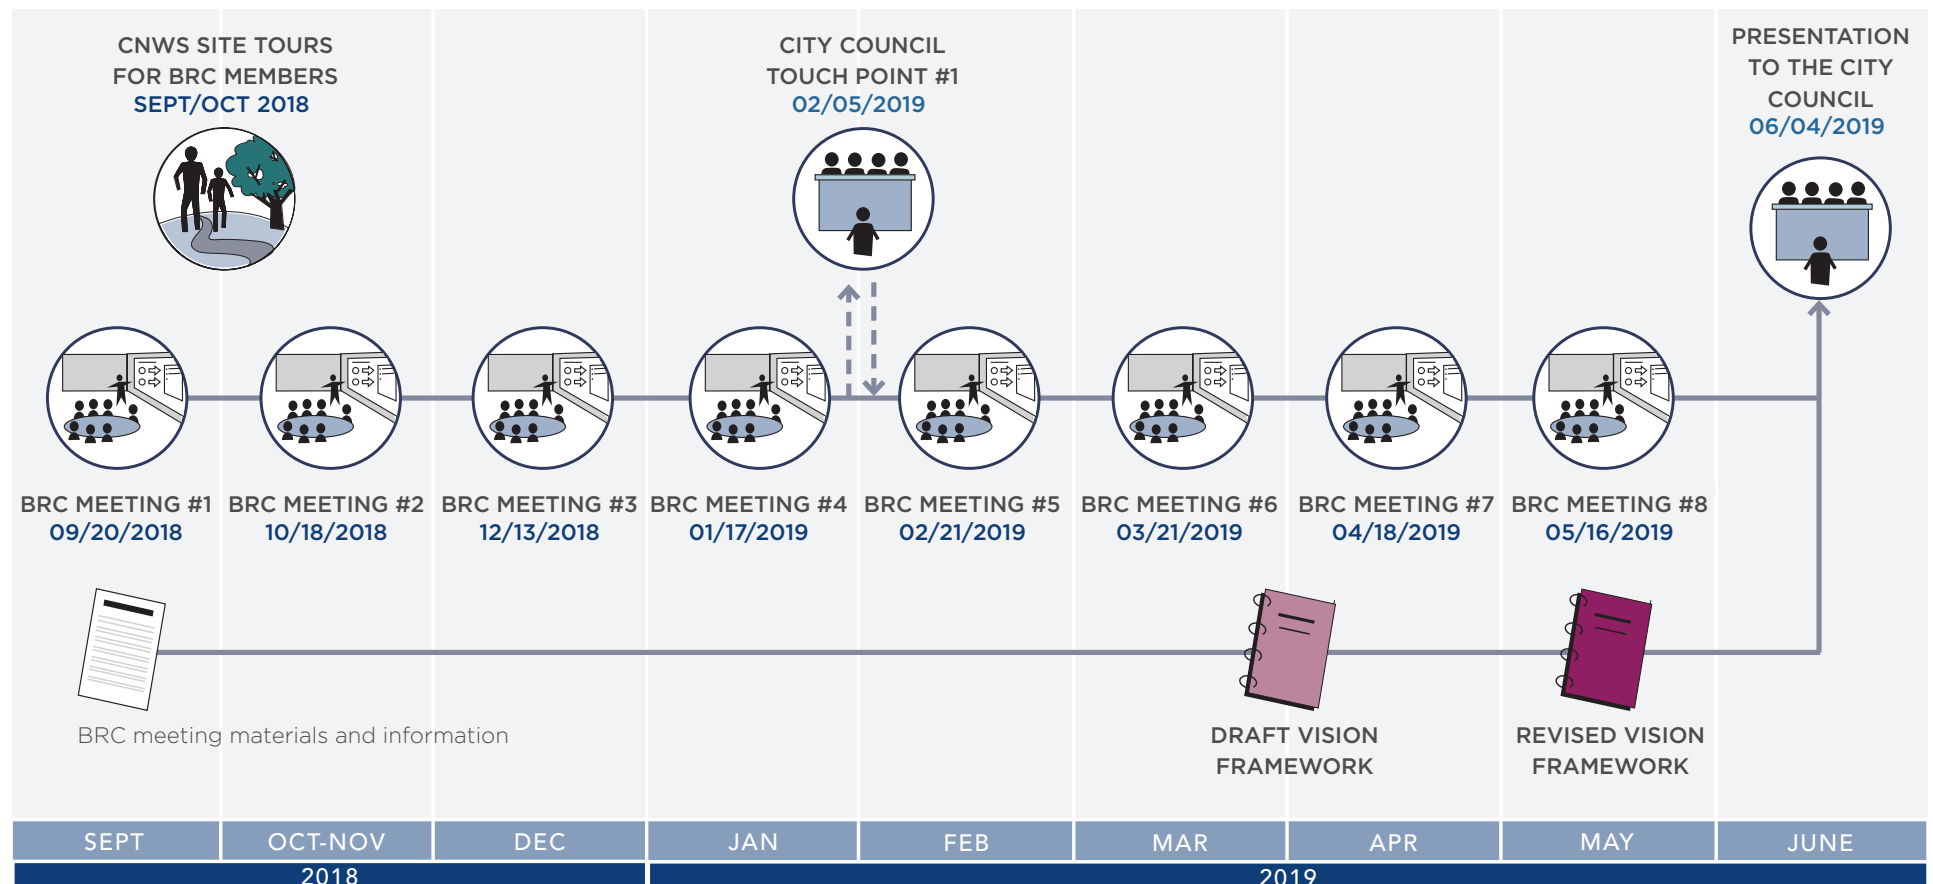 CNWS SITE TOURS
FOR BRC MEMBERS
SEPT/OCT 2018
CITY COUNCIL
TOUCH POINT #1
02/05/2019
PRESENTATION
TO THE CITY
COUNCIL
06/04/2019
BRC MEETING #1
09/20/2018
BRC MEETING #2
10/18/2018
BRC MEETING #3
12/13/2018
BRC MEETING #4
01/17/2019
BRC MEETING #5
02/21/2019
BRC MEETING #6
03/21/2019
BRC MEETING #7
04/18/2019
BRC MEETING #8
05/16/2019
BRC meeting materials and information
DRAFT VISION
FRAMEWORK
REVISED VISION
FRAMEWORK
SEPT
OCT-NOV
DEC
JAN
FEB
MAR
APR
MAY
JUNE
2018
2019